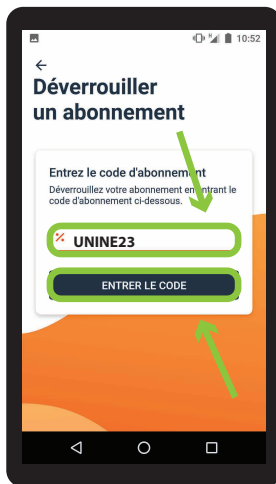 10:52
Déverrouiller
un abonnement
Entrez le code d'abonnement
Déverrouillez votre abonnement en entrant le
code d'abonnement ci-dessous.
UNINE23
ENTRER LE CODE